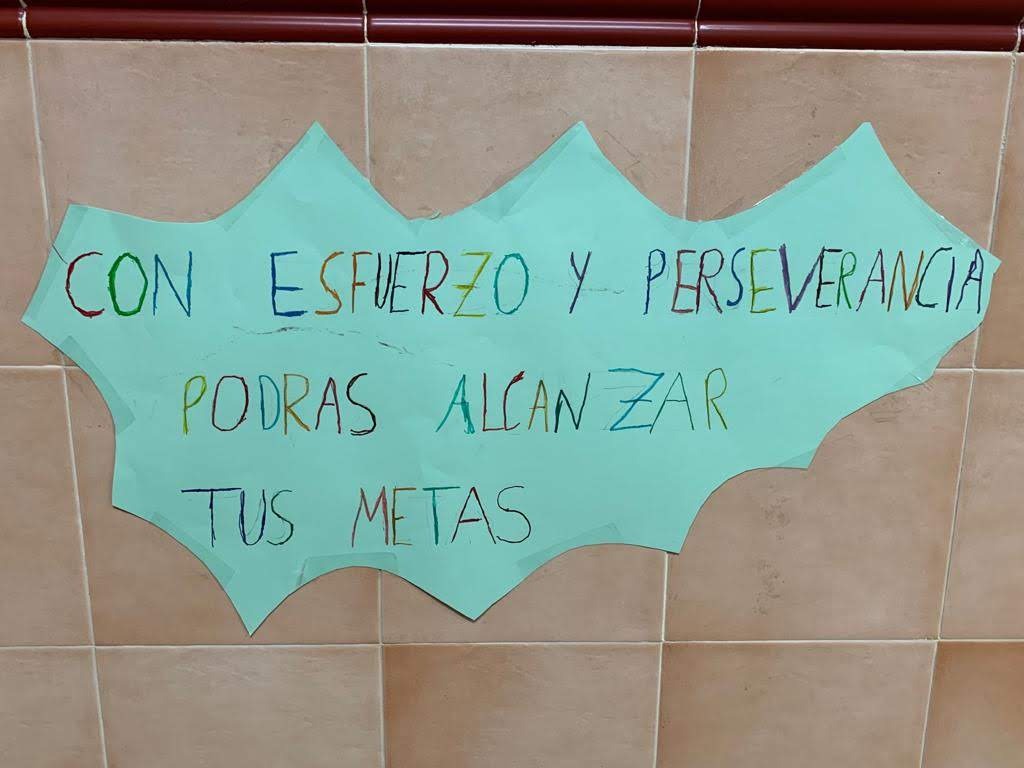 CON ESFUERZO Y PERSEVERANCIA
PODRAS ALCANZAR
TUS METAS